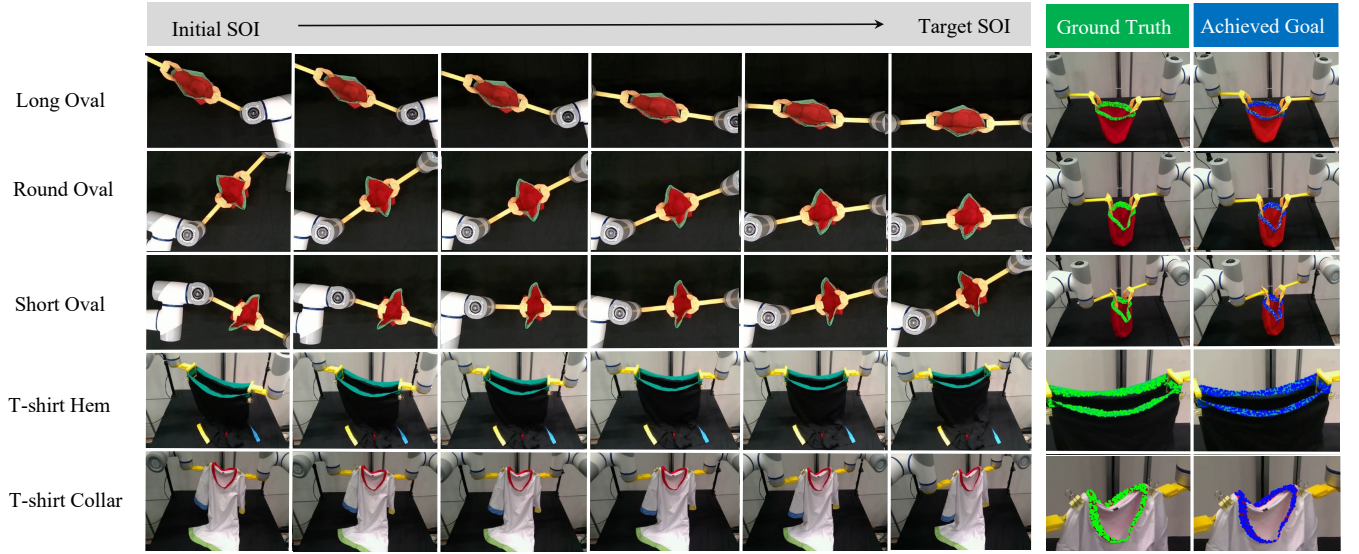 Initial SOI
Target SOI
Ground Truth
Achieved Goal
Long Oval
Round Oval
Short Oval
T-shirt Hem
T-shirt Collar